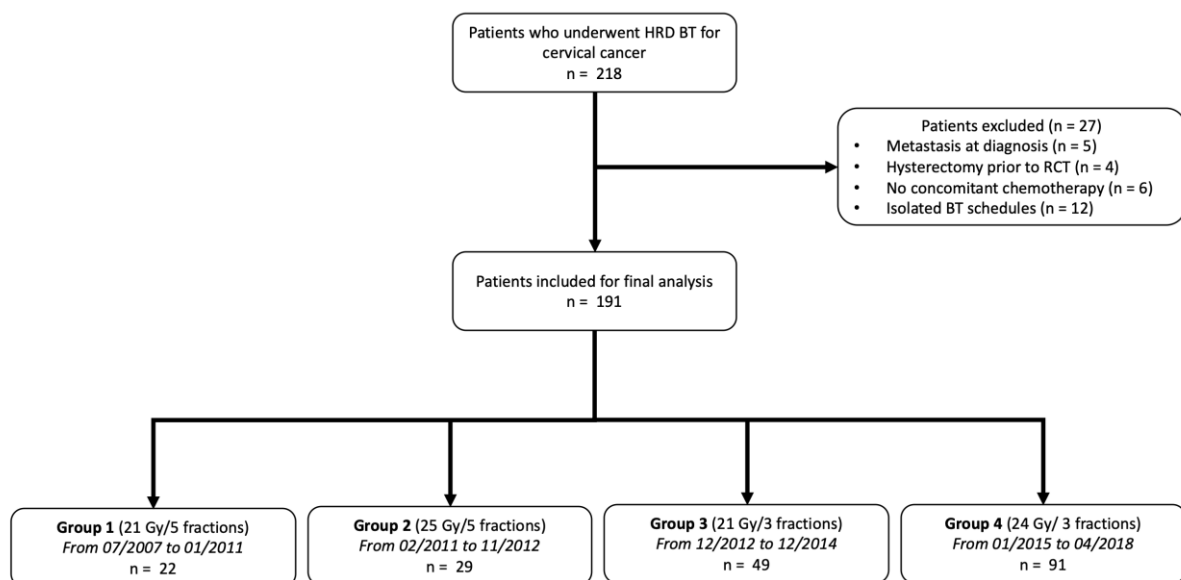 Patients who underwent HRD BT for
cervical cancer
n = 218
Patients excluded (n = 27)
• Metastasis at diagnosis (n = 5)
• Hysterectomy prior to RCT (n = 4)
• No concomitant chemotherapy (n = 6)
• Isolated BT schedules (n = 12)
Patients included for final analysis
n = 191
Group 1 (21 Gy/5 fractions)
From 07/2007 to 01/2011
n = 22
Group 2 (25 Gy/5 fractions)
From 02/2011 to 11/2012
n = 29
Group 3 (21 Gy/3 fractions)
From 12/2012 to 12/2014
n = 49
Group 4 (24 Gy/ 3 fractions)
From 01/2015 to 04/2018
n = 91